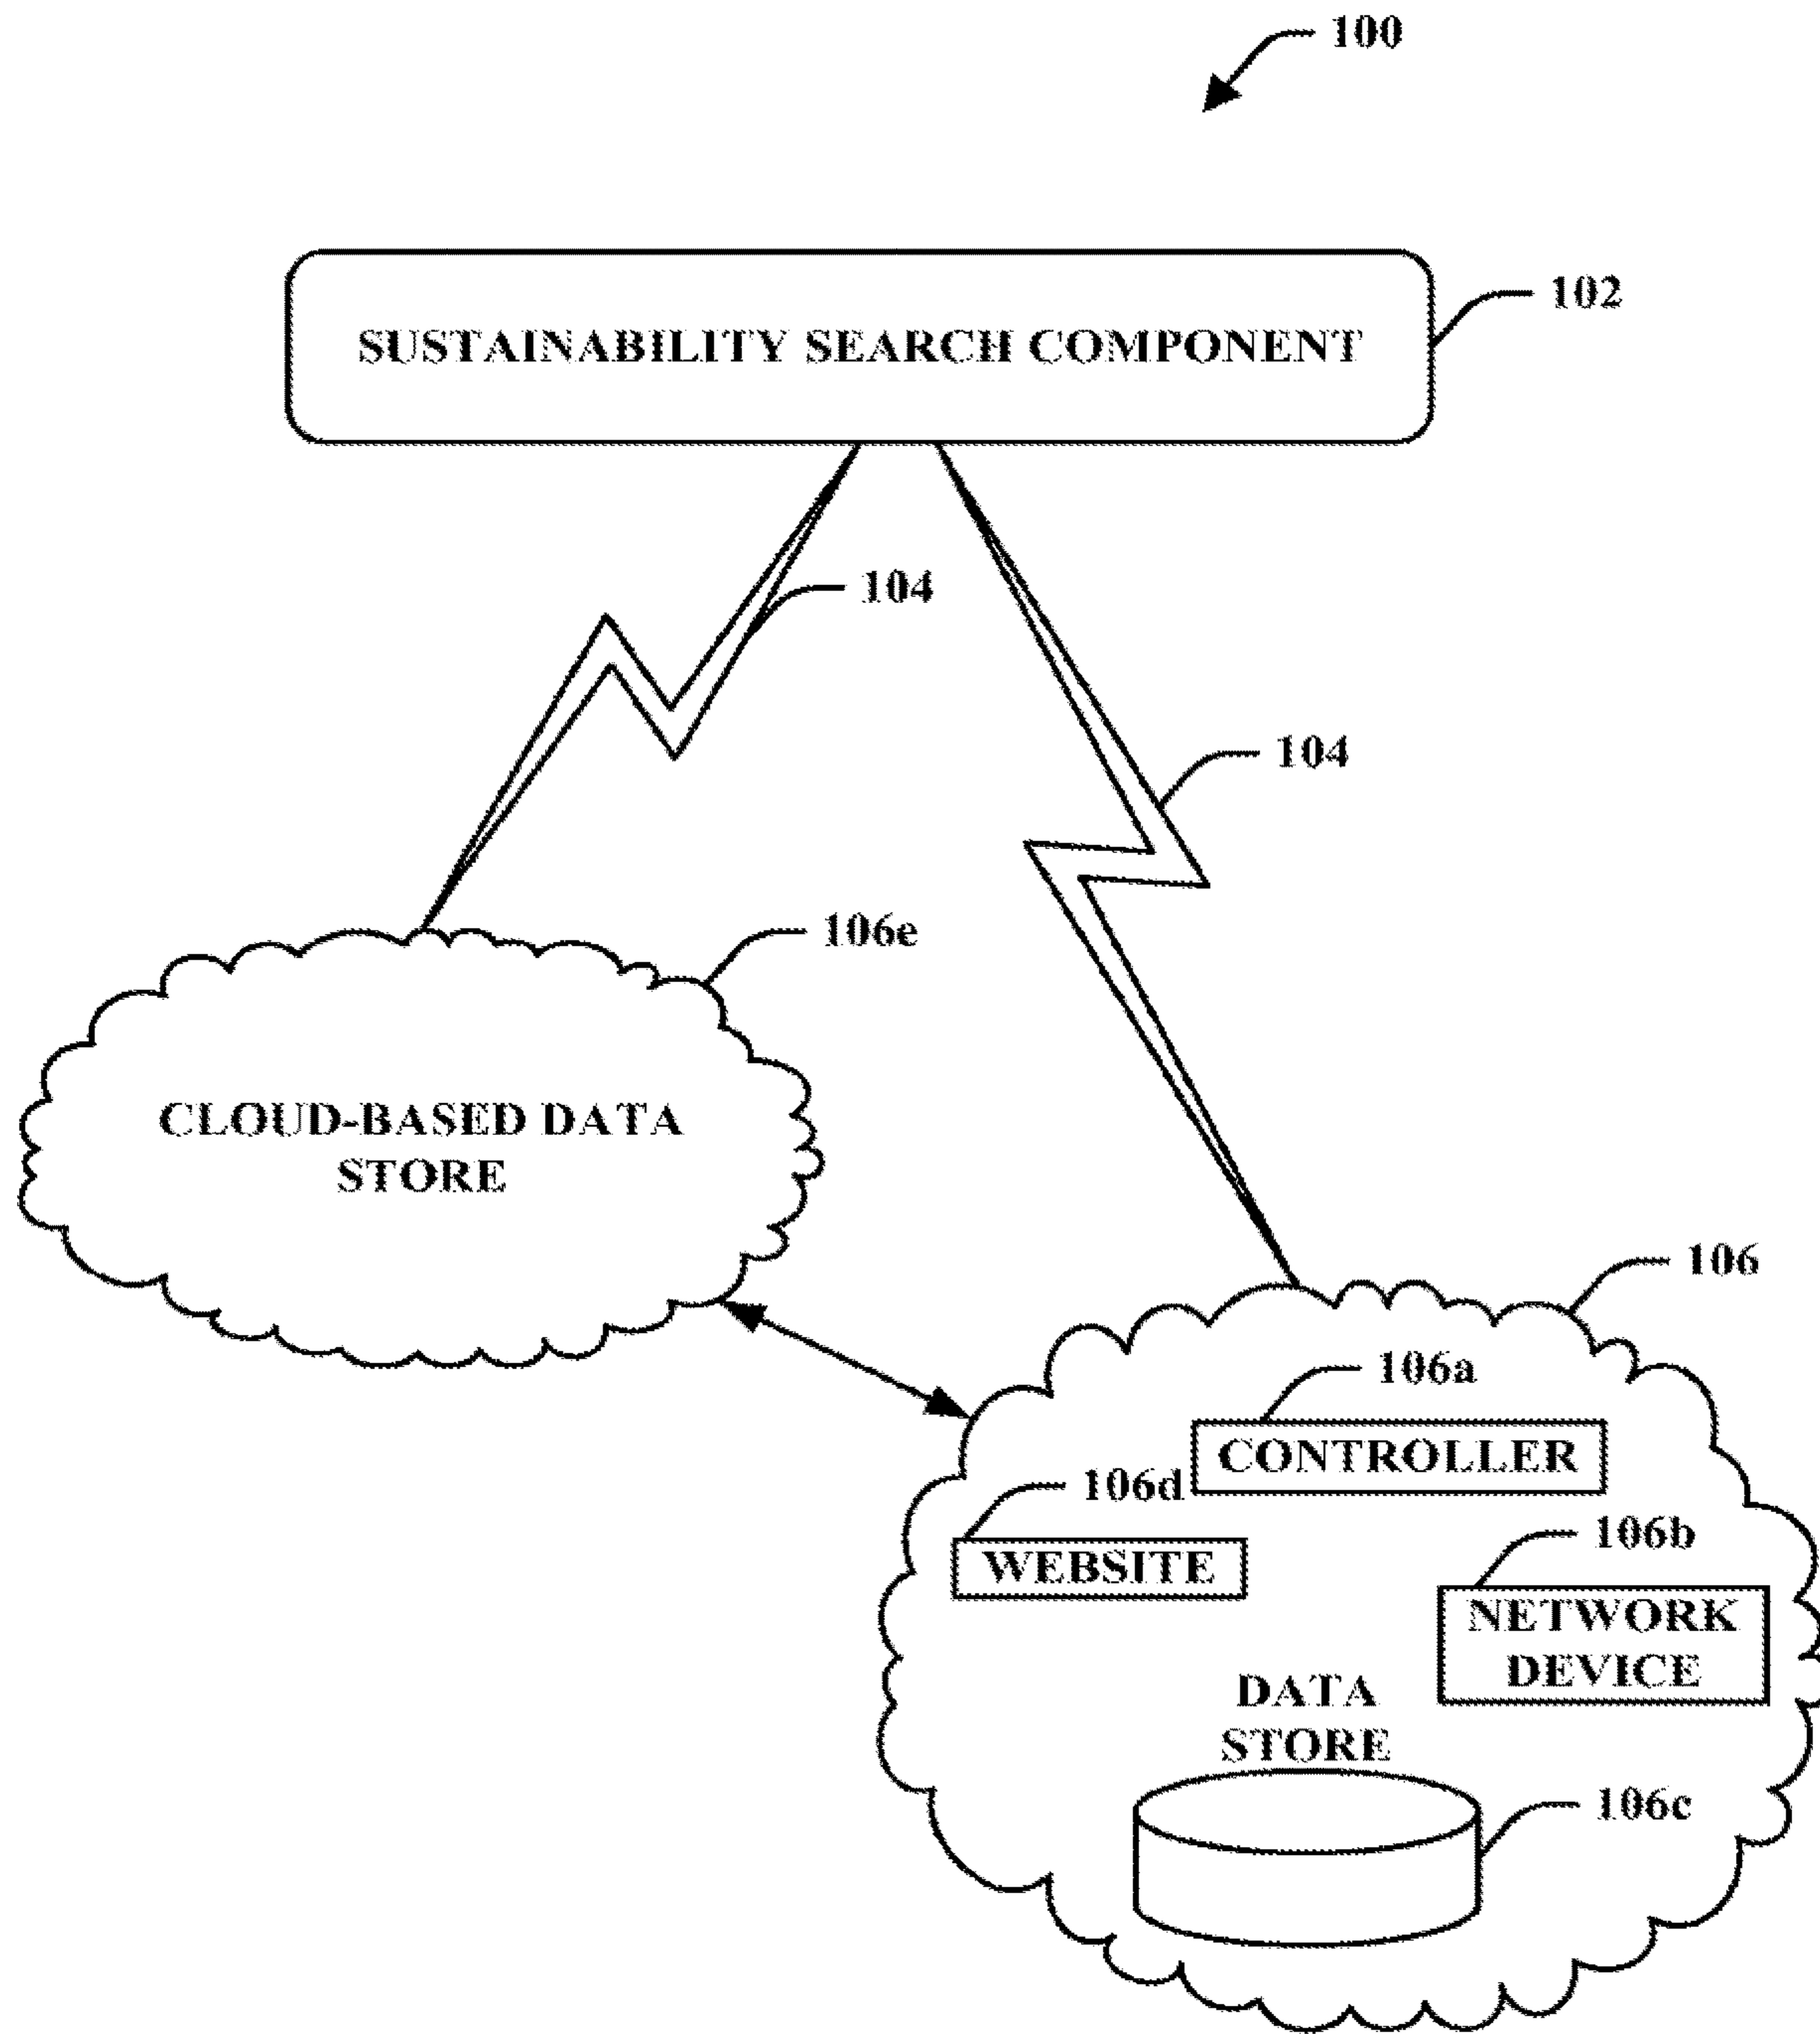 100
SUSTAINABILITY SEARCH COMPONENT
102
104
104
106e
CLOUD-BASED DATA
STORE
106
106a
CONTROLLER
106d
WEBSITE
106b
NETWORK
DEVICE
DATA
STORE
106c